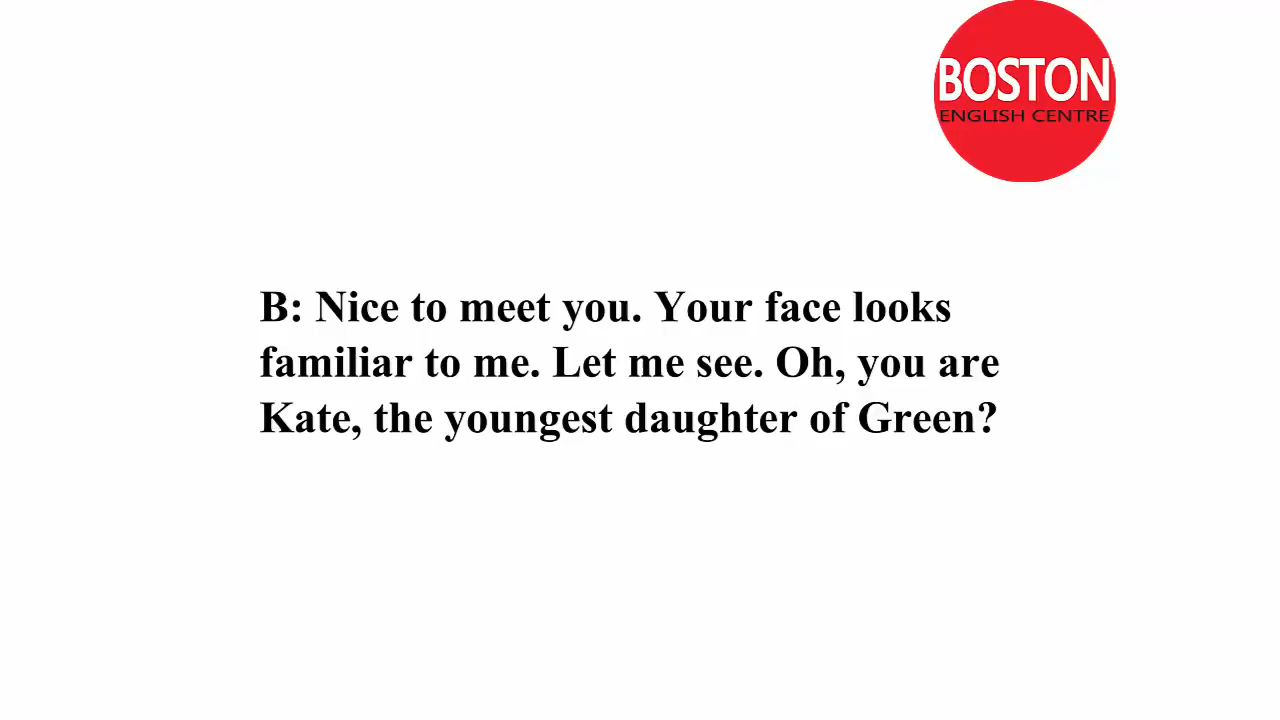 BOSTON
ENGLISH CENTRE
B: Nice to meet you. Your face looks
familiar to me. Let me see. Oh, you are
Kate, the youngest daughter of Green?